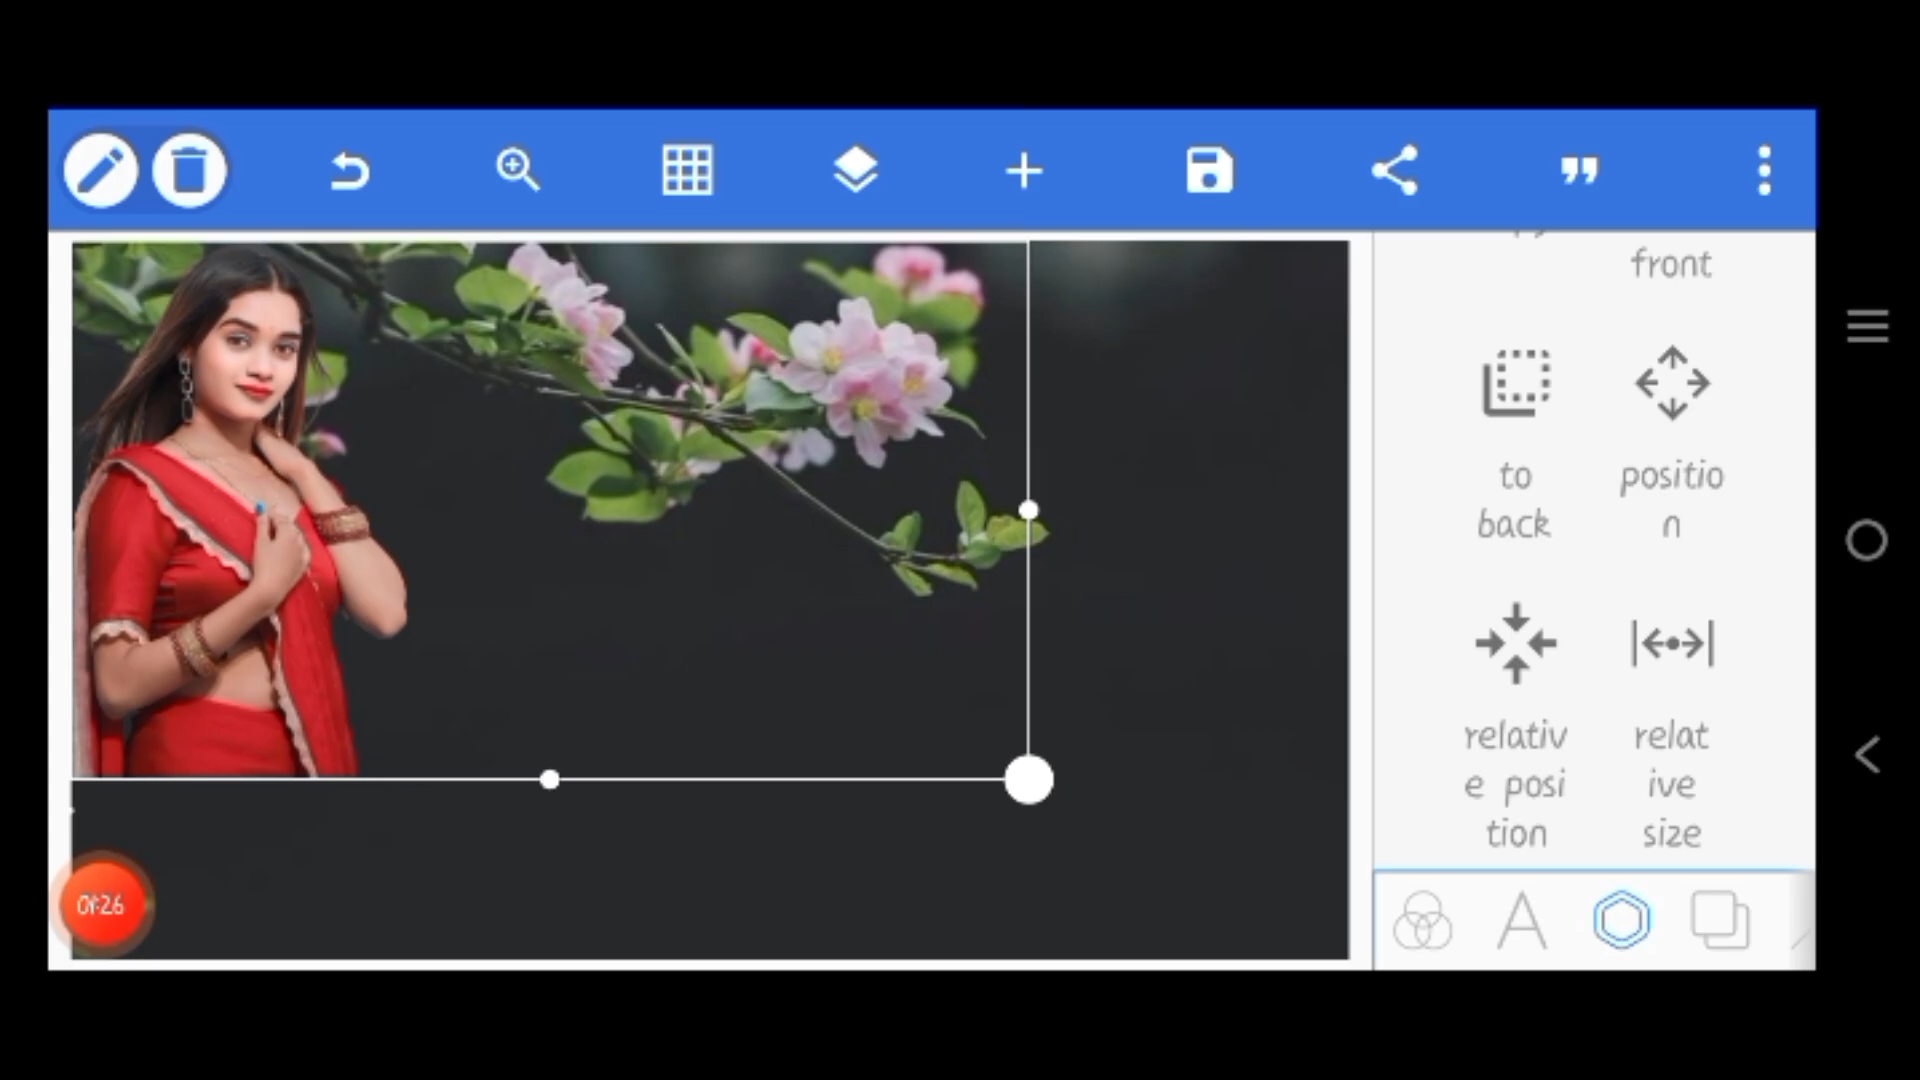 front
to
back
positio
n
relativ
e posi
tion
relat
ive
size
01:26